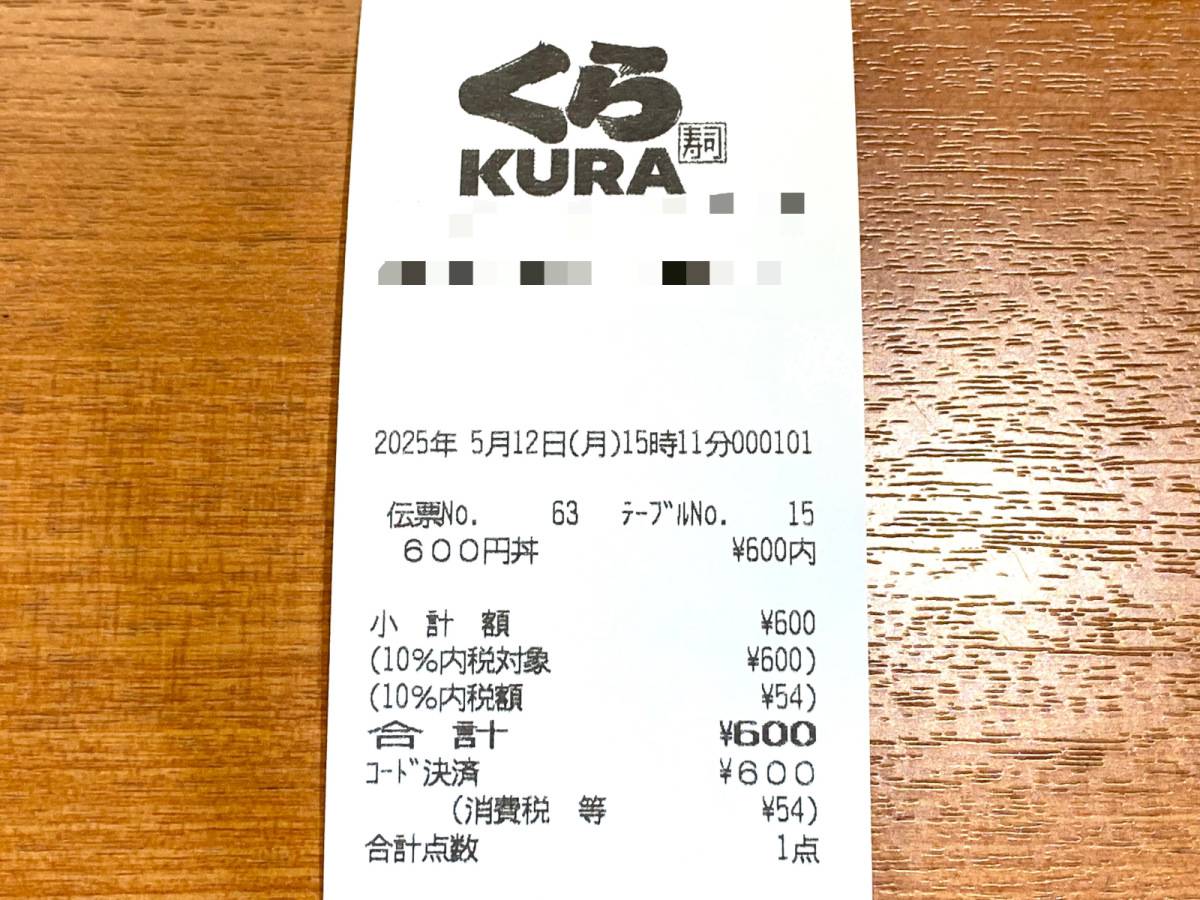 くら
KURA 寿司
2025年 5月12日(月)15時11分000101
伝票No. 63 ﾃｰﾌﾞﾙNo. 15
６００円丼 ¥600内
小 計 額 ¥600
(10%内税対象 ¥600)
(10%内税額 ¥54)
合 計 ¥600
ｺｰﾄﾞ決済 ¥６００
(消費税 等 ¥54)
合計点数 1点